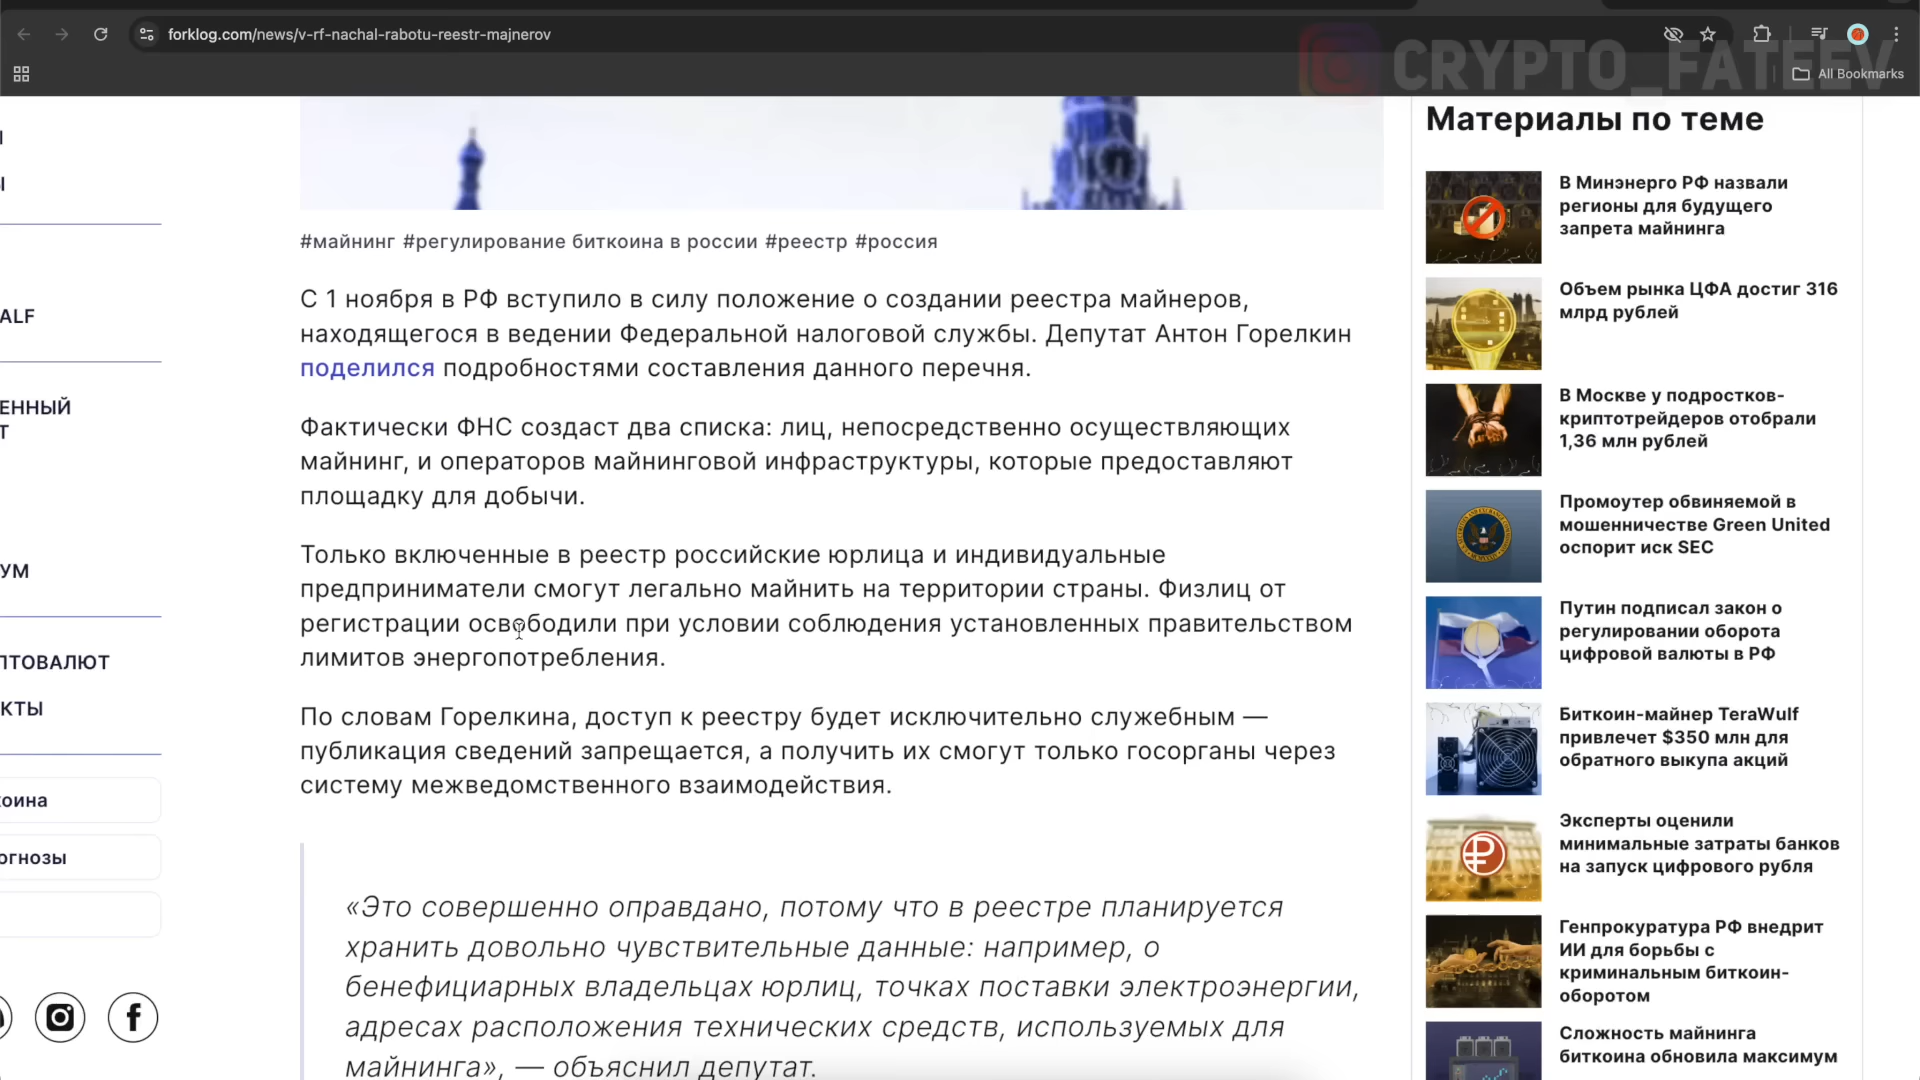 forklog.com/news/v-rf-nachal-rabotu-reestr-majnerov
CRYPTO_FATEEV
All Bookmarks
ALF
ЕННЫЙ
Т
УМ
ПТОВАЛЮТ
КТЫ
коина
огнозы
#майнинг #регулирование биткоина в россии #реестр #россия
С 1 ноября в РФ вступило в силу положение о создании реестра майнеров,
находящегося в ведении Федеральной налоговой службы. Депутат Антон Горелкин
поделился подробностями составления данного перечня.
Фактически ФНС создаст два списка: лиц, непосредственно осуществляющих
майнинг, и операторов майнинговой инфраструктуры, которые предоставляют
площадку для добычи.
Только включенные в реестр российские юрлица и индивидуальные
предприниматели смогут легально майнить на территории страны. Физлиц от
регистрации освободили при условии соблюдения установленных правительством
лимитов энергопотребления.
По словам Горелкина, доступ к реестру будет исключительно служебным —
публикация сведений запрещается, а получить их смогут только госорганы через
систему межведомственного взаимодействия.
«Это совершенно оправдано, потому что в реестре планируется
хранить довольно чувствительные данные: например, о
бенефициарных владельцах юрлиц, точках поставки электроэнергии,
адресах расположения технических средств, используемых для
майнинга», — объяснил депутат.
Материалы по теме
В Минэнерго РФ назвали
регионы для будущего
запрета майнинга
Объем рынка ЦФА достиг 316
млрд рублей
В Москве у подростков-
криптотрейдеров отобрали
1,36 млн рублей
Промоутер обвиняемой в
мошенничестве Green United
оспорит иск SEC
Путин подписал закон о
регулировании оборота
цифровой валюты в РФ
Биткоин-майнер TeraWulf
привлечет $350 млн для
обратного выкупа акций
Эксперты оценили
минимальные затраты банков
на запуск цифрового рубля
Генпрокуратура РФ внедрит
ИИ для борьбы с
криминальным биткоин-
оборотом
Сложность майнинга
биткоина обновила максимум